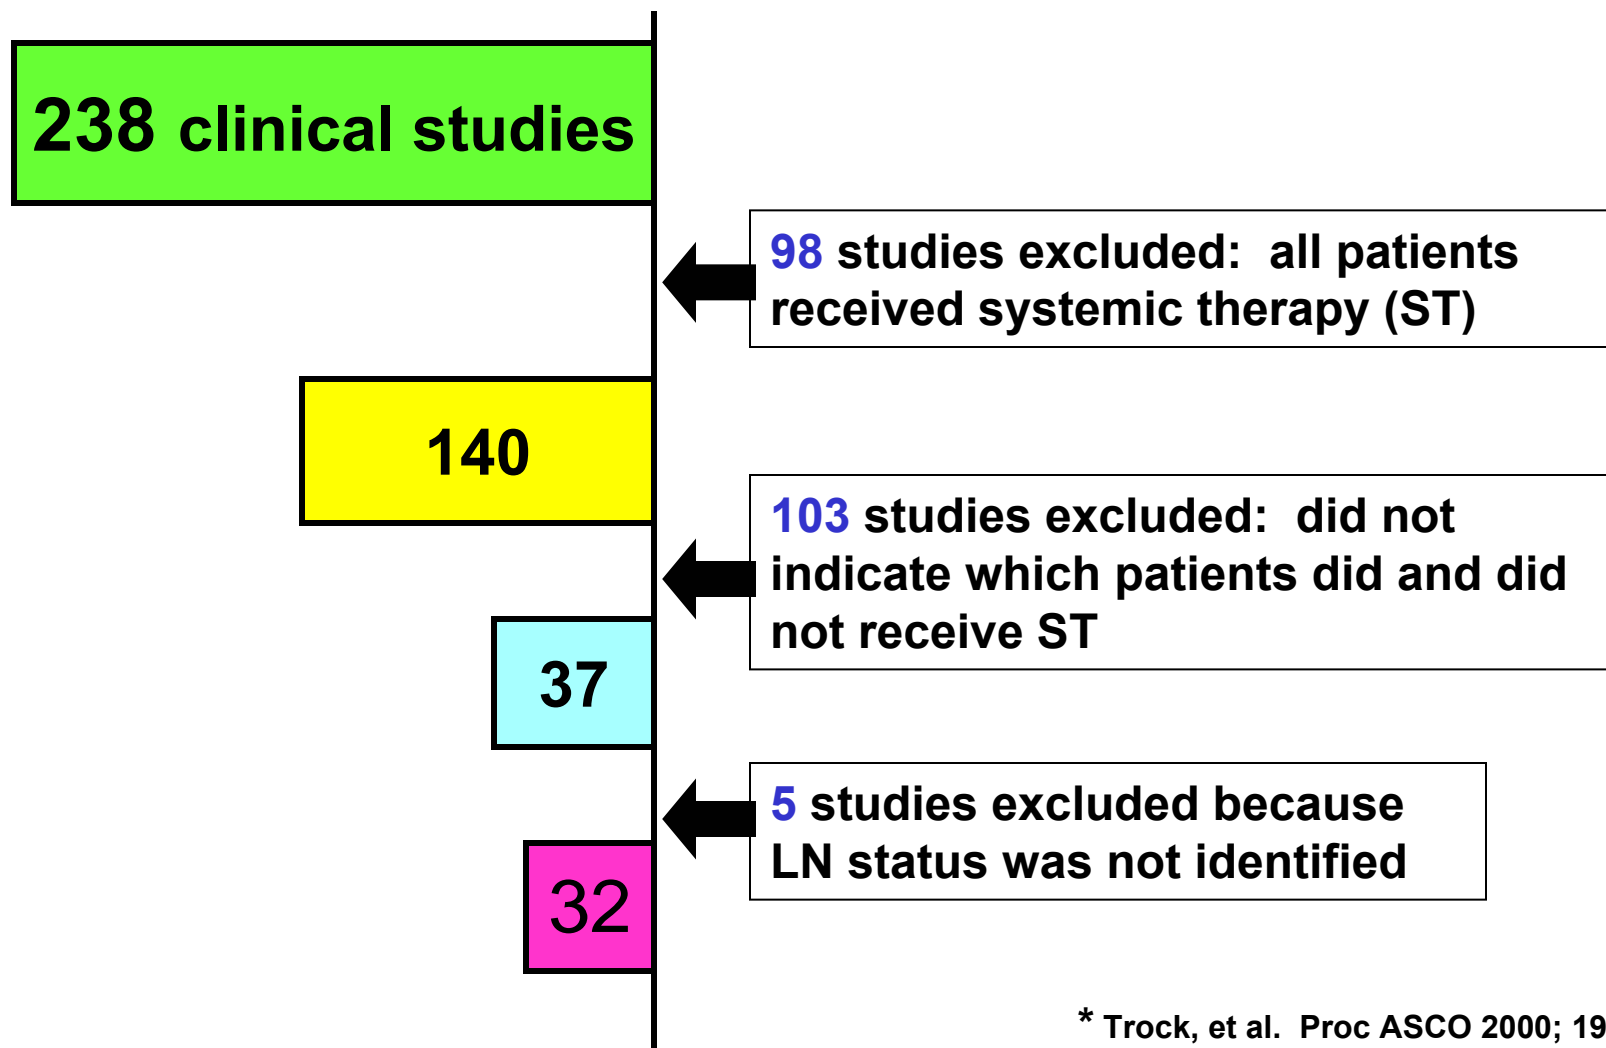 238 clinical studies
98 studies excluded:  all patients
received systemic therapy (ST)
140
103 studies excluded:  did not
indicate which patients did and did
not receive ST
37
5 studies excluded because
LN status was not identified
32
* Trock, et al.  Proc ASCO 2000; 19